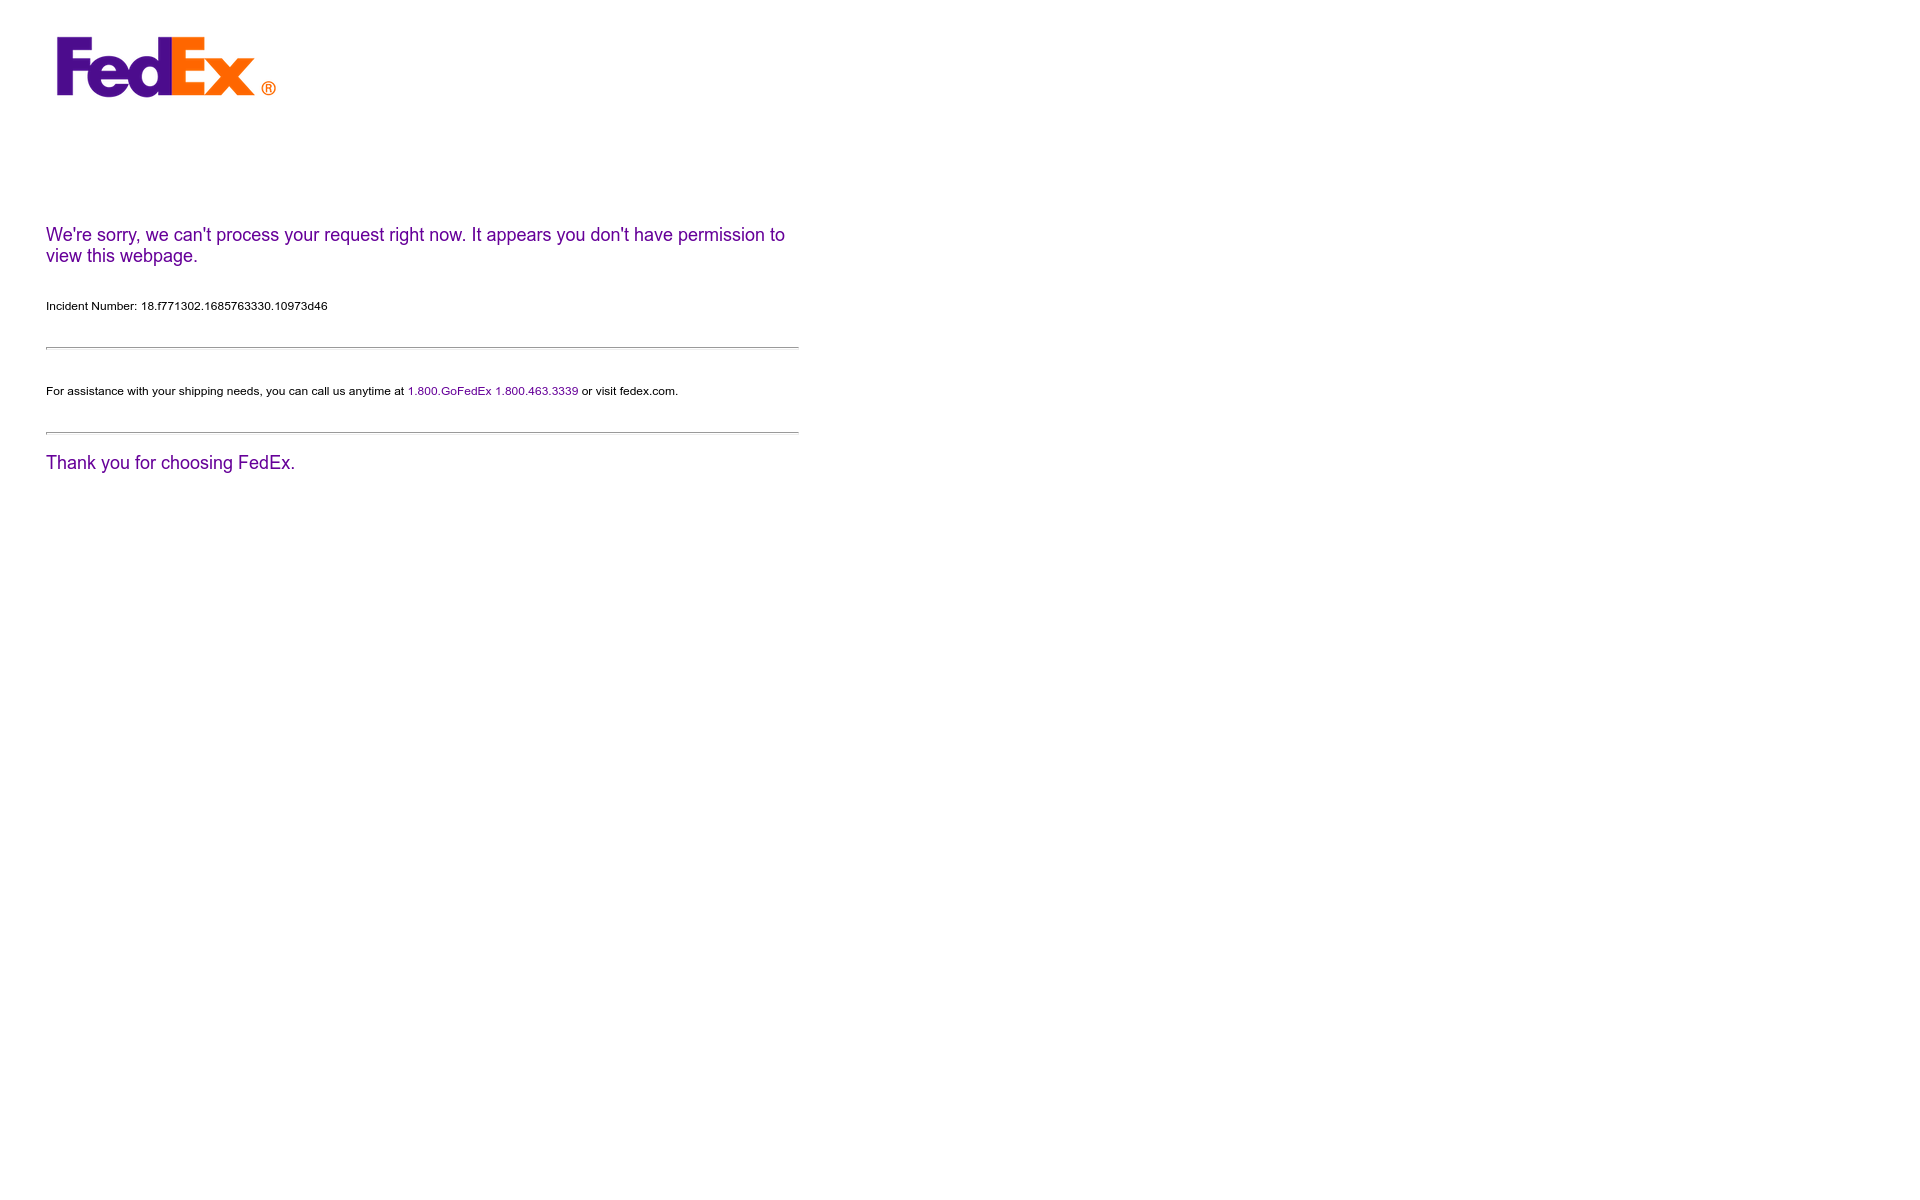 FedEx®
We're sorry, we can't process your request right now. It appears you don't have permission to
view this webpage.
Incident Number: 18.f771302.1685763330.10973d46
For assistance with your shipping needs, you can call us anytime at 1.800.GoFedEx 1.800.463.3339 or visit fedex.com.
Thank you for choosing FedEx.